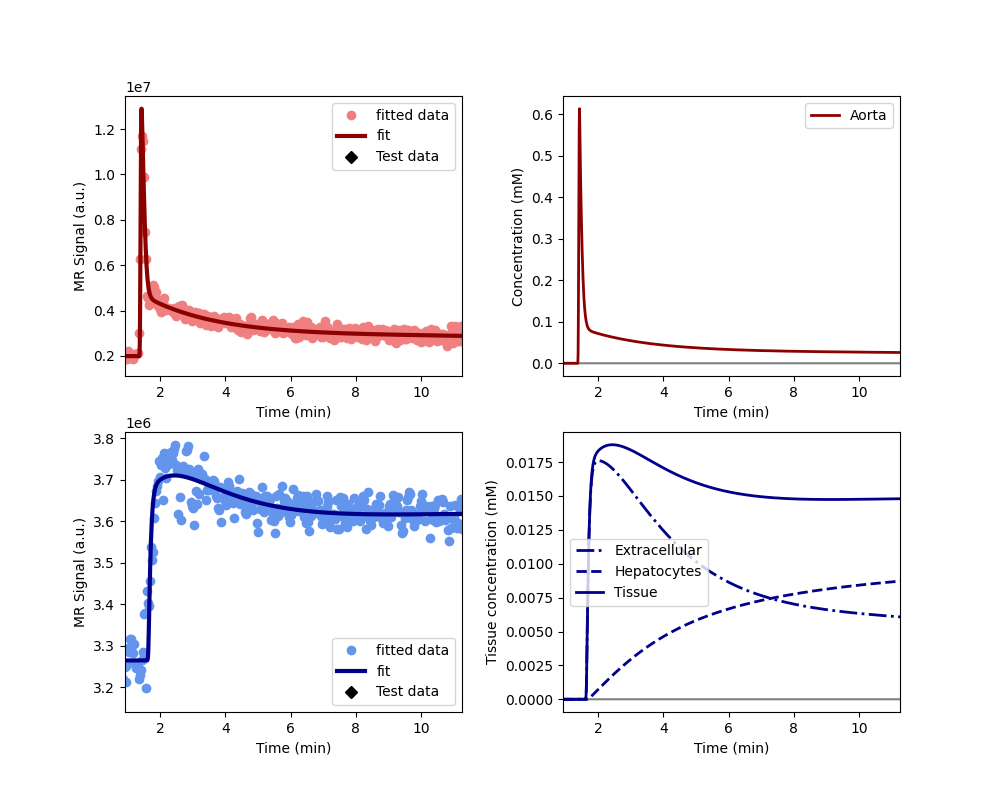 1e7
MR Signal (a.u.)
1.2
1.0
0.8
0.6
0.4
0.2
fitted data
fit
Test data
2 4 6 8 10
Time (min)
Concentration (mM)
0.6
0.5
0.4
0.3
0.2
0.1
0.0
Aorta
2 4 6 8 10
Time (min)
1e6
MR Signal (a.u.)
3.8
3.7
3.6
3.5
3.4
3.3
3.2
fitted data
fit
Test data
2 4 6 8 10
Time (min)
Tissue concentration (mM)
0.0175
0.0150
0.0125
0.0100
0.0075
0.0050
0.0025
0.0000
Extracellular
Hepatocytes
Tissue
2 4 6 8 10
Time (min)